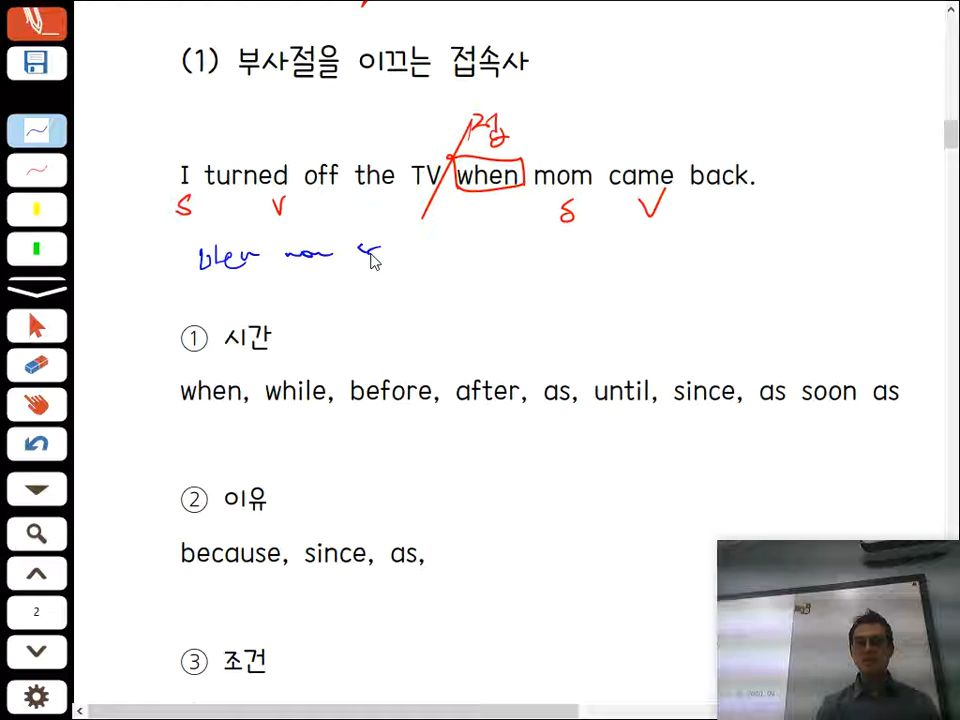 (1) 부사절을 이끄는 접속사
접
I turned off the TV when mom came back.
S V S V
mom
① 시간
when, while, before, after, as, until, since, as soon as
② 이유
because, since, as,
③ 조건
2